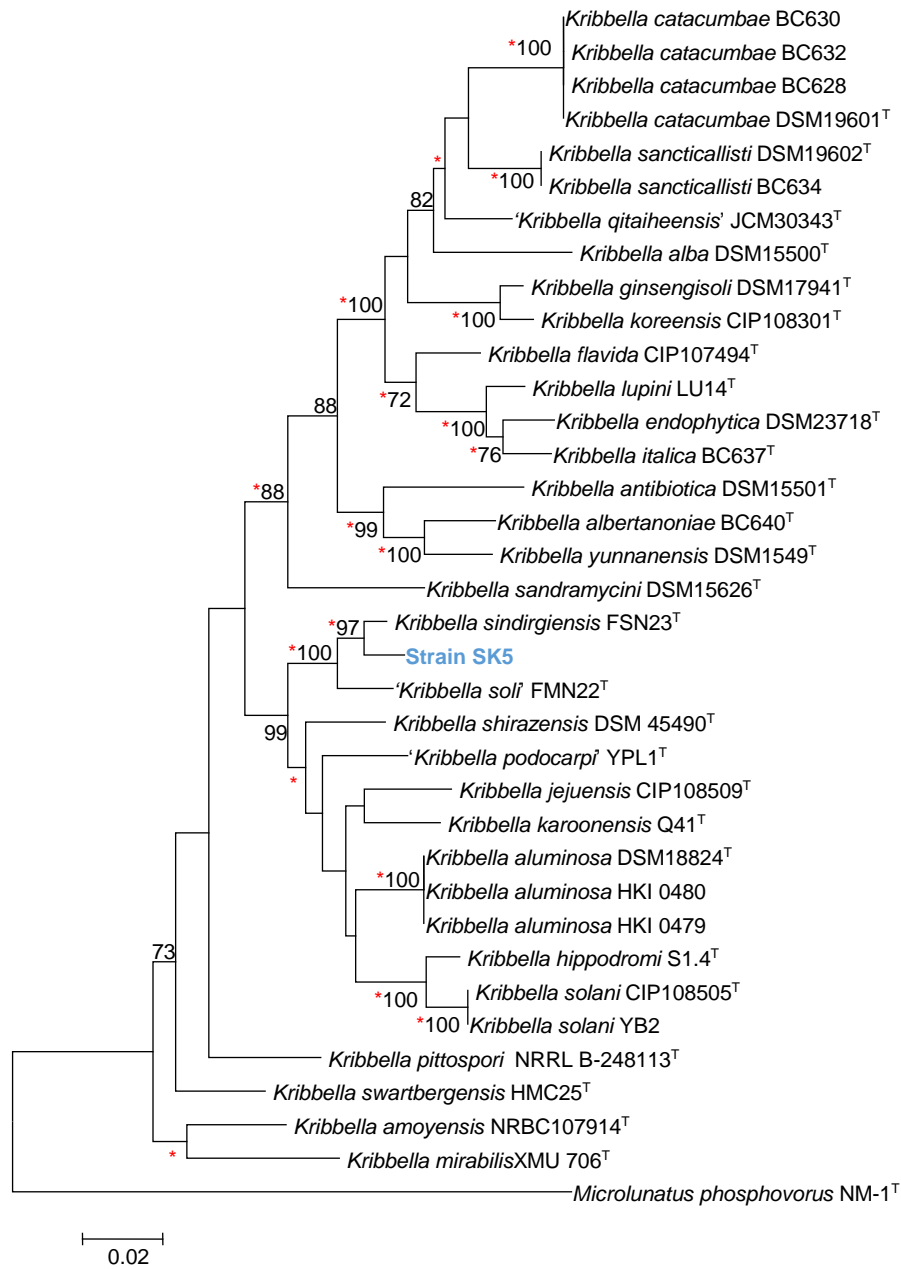 Kribbella catacumbae BC630
*100
Kribbella catacumbae BC632
Kribbella catacumbae BC628
Kribbella catacumbae DSM19601T
Kribbella sancticallisti DSM19602T
*
*100
Kribbella sancticallisti BC634
82
'Kribbella qitaiheensis' JCM30343T
Kribbella alba DSM15500T
Kribbella ginsengisoli DSM17941T
*100
*100
Kribbella koreensis CIP108301T
Kribbella flavida CIP107494T
Kribbella lupini LU14T
*72
88
Kribbella endophytica DSM23718T
*100
*76
Kribbella italica BC637T
Kribbella antibiotica DSM15501T
*88
Kribbella albertanoniae BC640T
*99
*100
Kribbella yunnanensis DSM1549T
Kribbella sandramycini DSM15626T
Kribbella sindirgiensis FSN23T
*97
*100
Strain SK5
'Kribbella soli' FMN22T
Kribbella shirazensis DSM 45490T
99
'Kribbella podocarpi' YPL1T
*
Kribbella jejuensis CIP108509T
Kribbella karoonensis Q41T
Kribbella aluminosa DSM18824T
*100
Kribbella aluminosa HKI 0480
Kribbella aluminosa HKI 0479
73
Kribbella hippodromi S1.4T
Kribbella solani CIP108505T
*100
*100
Kribbella solani YB2
Kribbella pittospori NRRL B-248113T
Kribbella swartbergensis HMC25T
Kribbella amoyensis NRBC107914T
*
Kribbella mirabilisXMU 706T
Microlunatus phosphovorus NM-1T
0.02